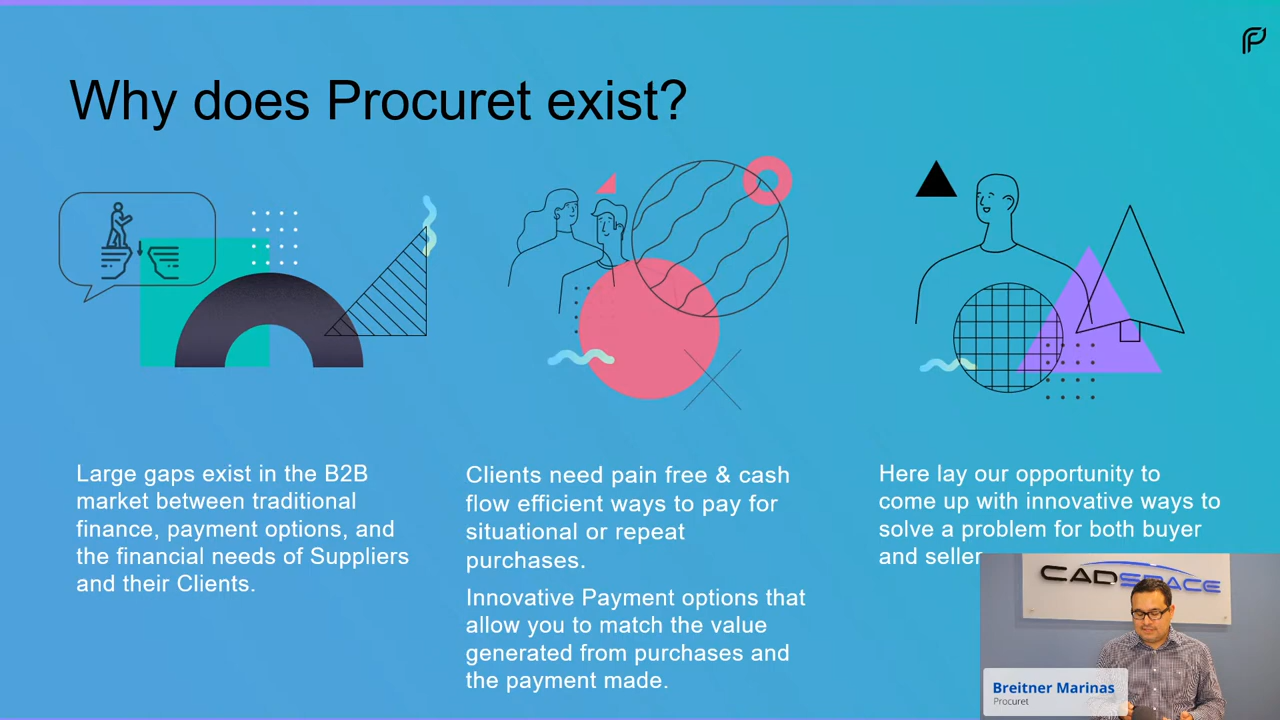 Why does Procuret exist?
Large gaps exist in the B2B
market between traditional
finance, payment options, and
the financial needs of Suppliers
and their Clients.
Clients need pain free & cash
flow efficient ways to pay for
situational or repeat
purchases.
Innovative Payment options that
allow you to match the value
generated from purchases and
the payment made.
Here lay our opportunity to
come up with innovative ways to
solve a problem for both buyer
and seller
CADSPACE
Breitner Marinas
Procuret